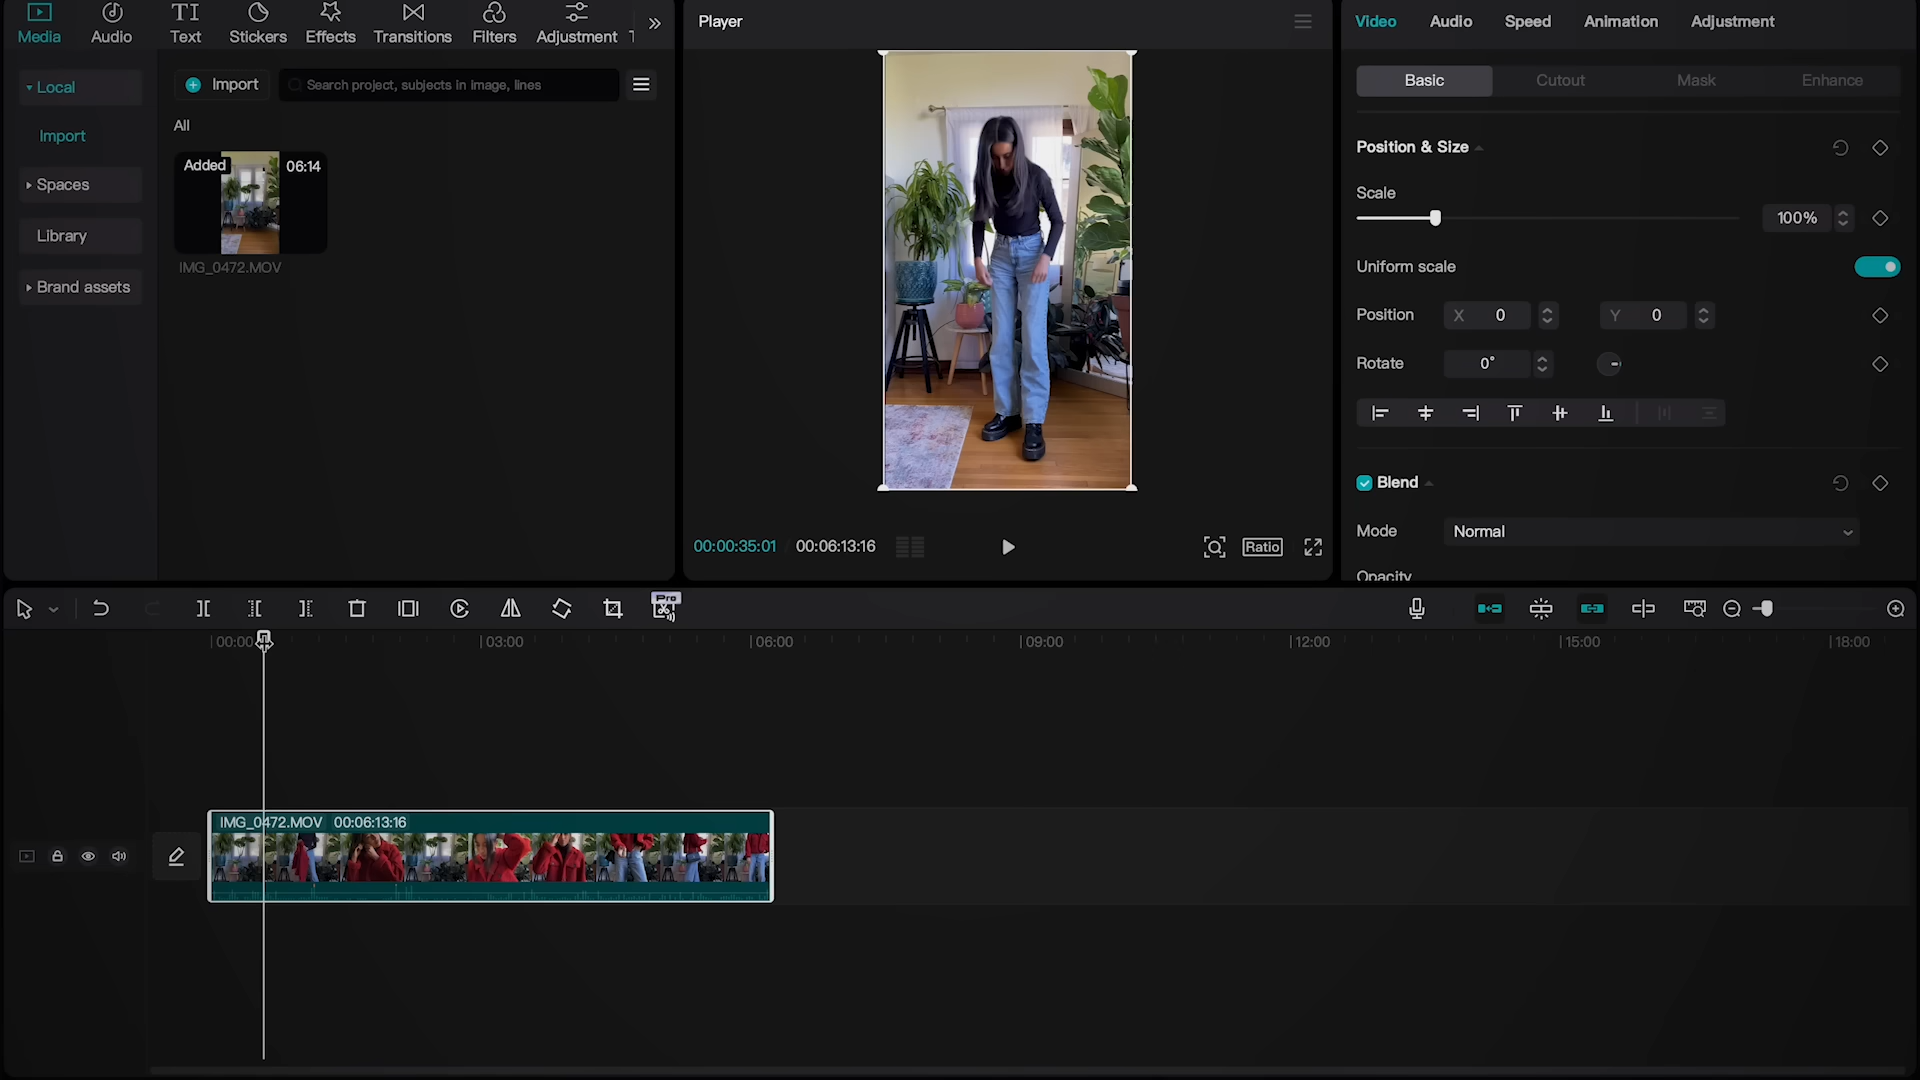 Media
Audio
Text
Stickers
Effects
Transitions
Filters
Adjustment
Local
Import
Spaces
Library
Brand assets
Import
Search project, subjects in image, lines
All
Added
06:14
IMG_0472.MOV
Player
00:00:35:01
00:06:13:16
Ratio
Video
Audio
Speed
Animation
Adjustment
Basic
Cutout
Mask
Enhance
Position & Size
Scale
100%
Uniform scale
Position
X 0
Y 0
Rotate
0°
Blend
Mode
Normal
Opacity
Pro
00:00
03:00
06:00
09:00
12:00
15:00
18:00
IMG_0472.MOV 00:06:13:16